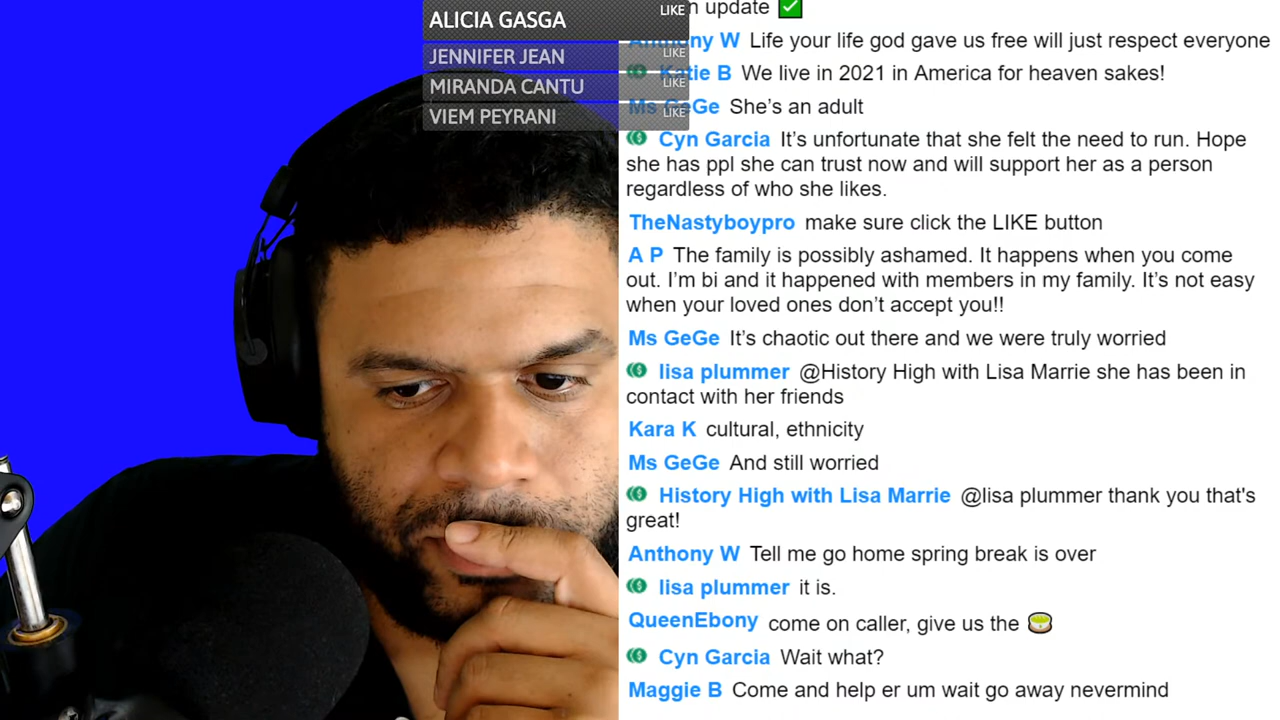 ALICIA GASGA LIKE
JENNIFER JEAN LIKE
MIRANDA CANTU LIKE
VIEM PEYRANI LIKE
update ✅
Anthony W Life your life god gave us free will just respect everyone
Katie B We live in 2021 in America for heaven sakes!
Ms GeGe She’s an adult
Cyn Garcia It’s unfortunate that she felt the need to run. Hope
she has ppl she can trust now and will support her as a person
regardless of who she likes.
TheNastyboypro make sure click the LIKE button
A P The family is possibly ashamed. It happens when you come
out. I’m bi and it happened with members in my family. It’s not easy
when your loved ones don’t accept you!!
Ms GeGe It’s chaotic out there and we were truly worried
lisa plummer @History High with Lisa Marrie she has been in
contact with her friends
Kara K cultural, ethnicity
Ms GeGe And still worried
History High with Lisa Marrie @lisa plummer thank you that's
great!
Anthony W Tell me go home spring break is over
lisa plummer it is.
QueenEbony come on caller, give us the 🍵
Cyn Garcia Wait what?
Maggie B Come and help er um wait go away nevermind